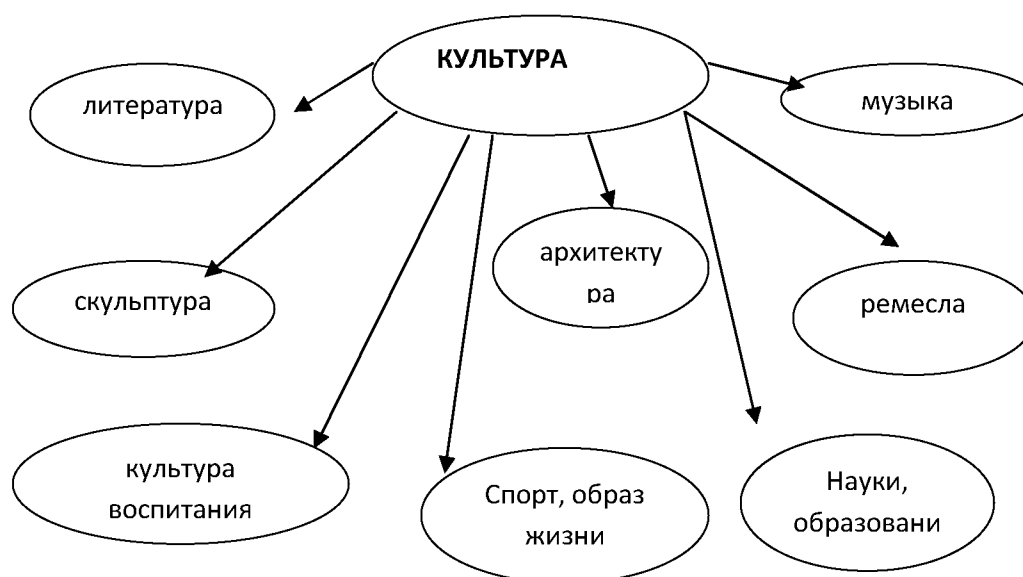 КУЛЬТУРА
литература
музыка
архитекту
ра
скульптура
ремесла
культура
воспитания
Спорт, образ
жизни
Науки,
образовани